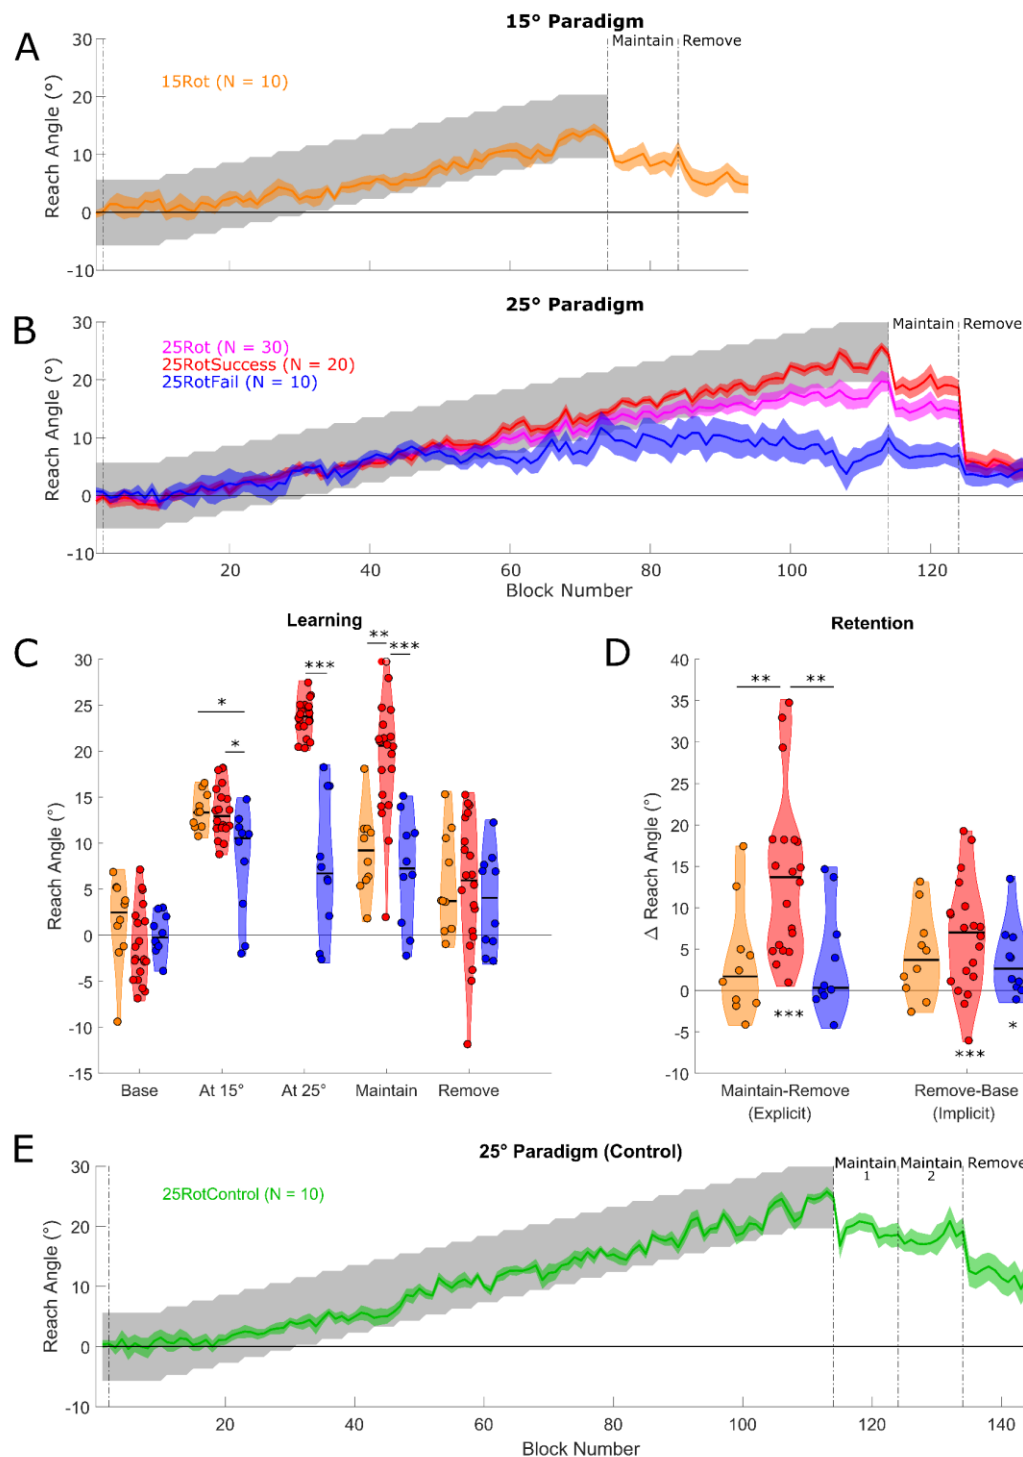 15° Paradigm
A
30
20
10
0
-10
Reach Angle (°)
15Rot (N = 10)
Maintain
Remove
25° Paradigm
B
30
20
10
0
-10
Reach Angle (°)
25Rot (N = 30)
25RotSuccess (N = 20)
25RotFail (N = 10)
Maintain
Remove
20 40 60 80 100 120
Block Number
C
Learning
30
25
20
15
10
5
0
-5
-10
-15
Reach Angle (°)
*
*
***
**
***
Base At 15° At 25° Maintain Remove
D
Retention
40
35
30
25
20
15
10
5
0
-5
-10
Δ Reach Angle (°)
** **
***
***
*
Maintain-Remove Remove-Base
(Explicit) (Implicit)
E
25° Paradigm (Control)
30
20
10
0
-10
Reach Angle (°)
25RotControl (N = 10)
Maintain Maintain Remove
1 2
20 40 60 80 100 120 140
Block Number